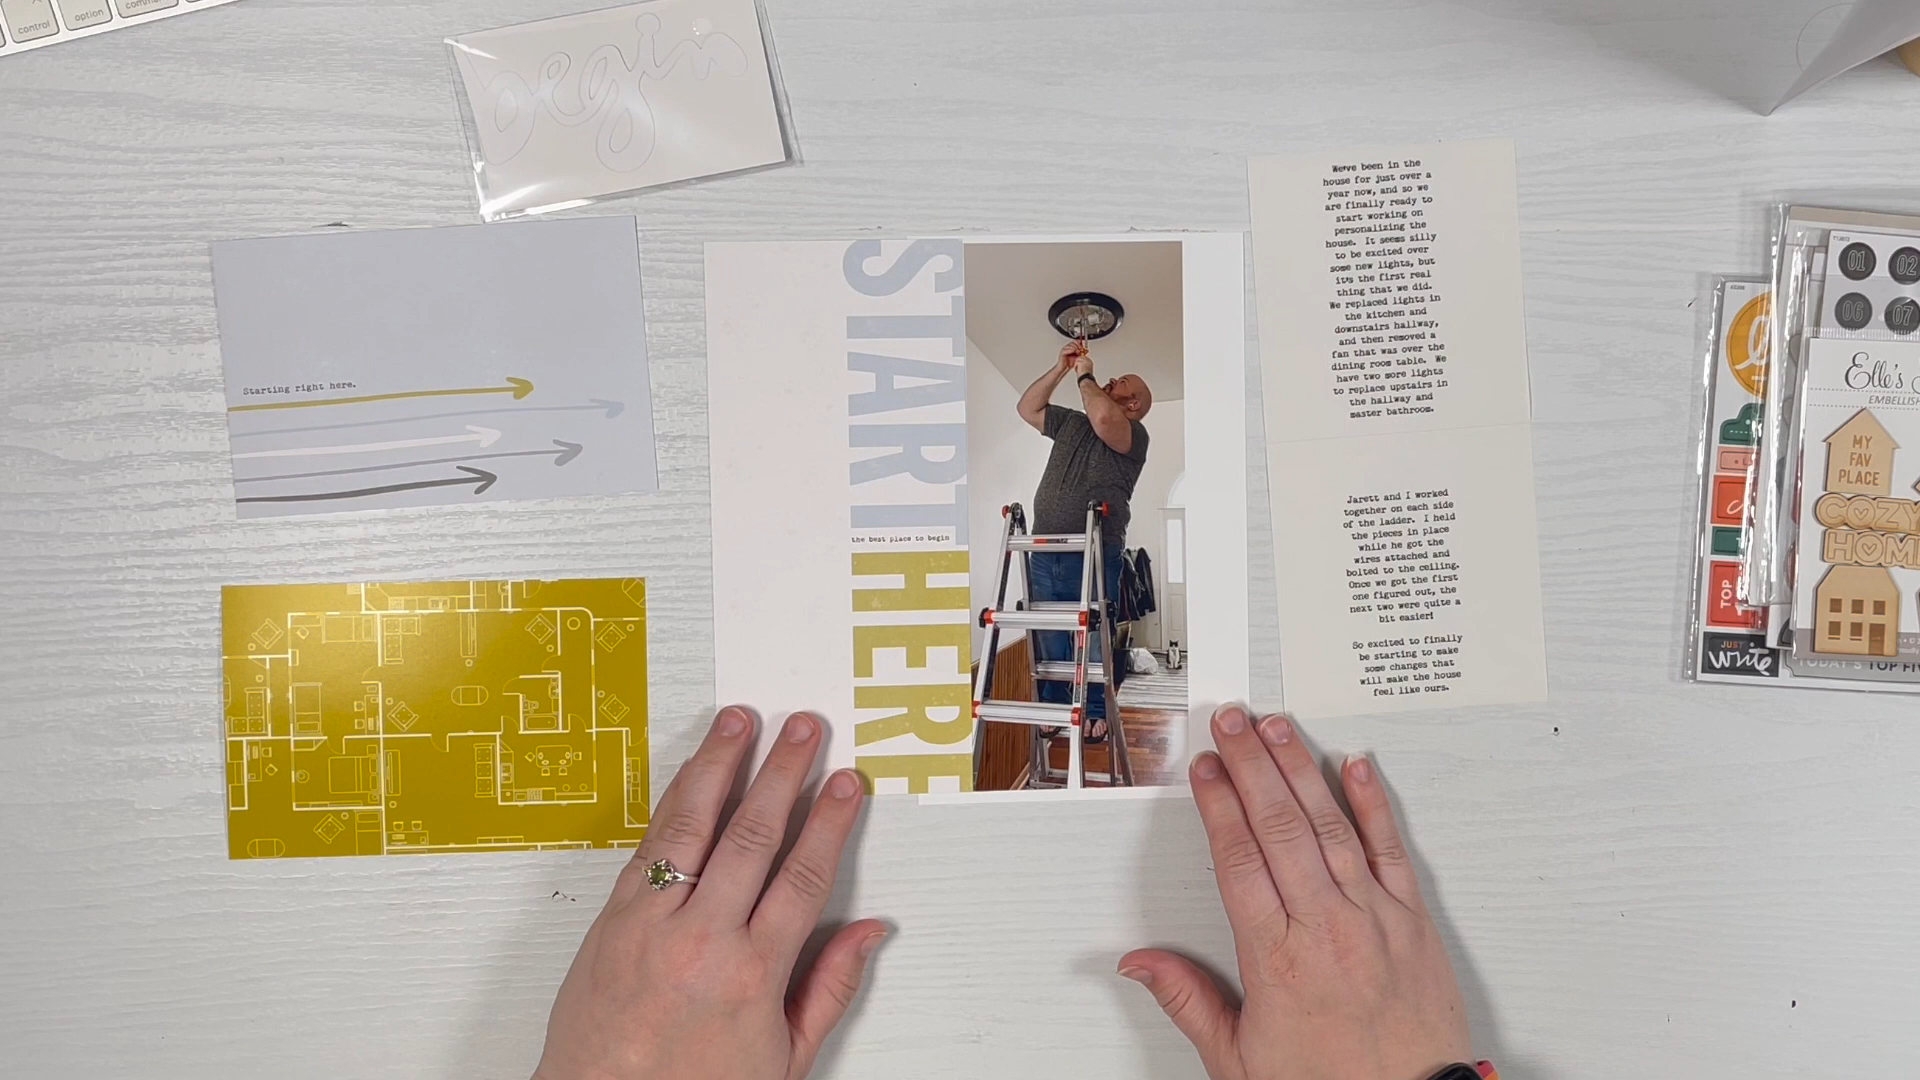 control
option
begin
Starting right here.
START
the best place to begin
HERE
We've been in the
house for just over a
year now, and so we
are finally ready to
start working on
personalizing the
house. It seems silly
to be excited over
some new lights, but
it's the first real
thing that we did.
We replaced lights in
the kitchen and
downstairs hallway,
and then removed a
fan that was over the
dining room table. We
have two more lights
to replace upstairs in
the hallway and
master bathroom.
Jarett and I worked
together on each side
of the ladder. I held
the pieces in place
while he got the
wires attached and
bolted to the ceiling.
Once we got the first
one figured out, the
next two were quite a
bit easier!
So excited to finally
be starting to make
some changes that
will make the house
feel like ours.
01
02
06
07
Elle's
MY
FAV
PLACE
COZY
HOME
TOP
JUST
write
TODAY'S TOP